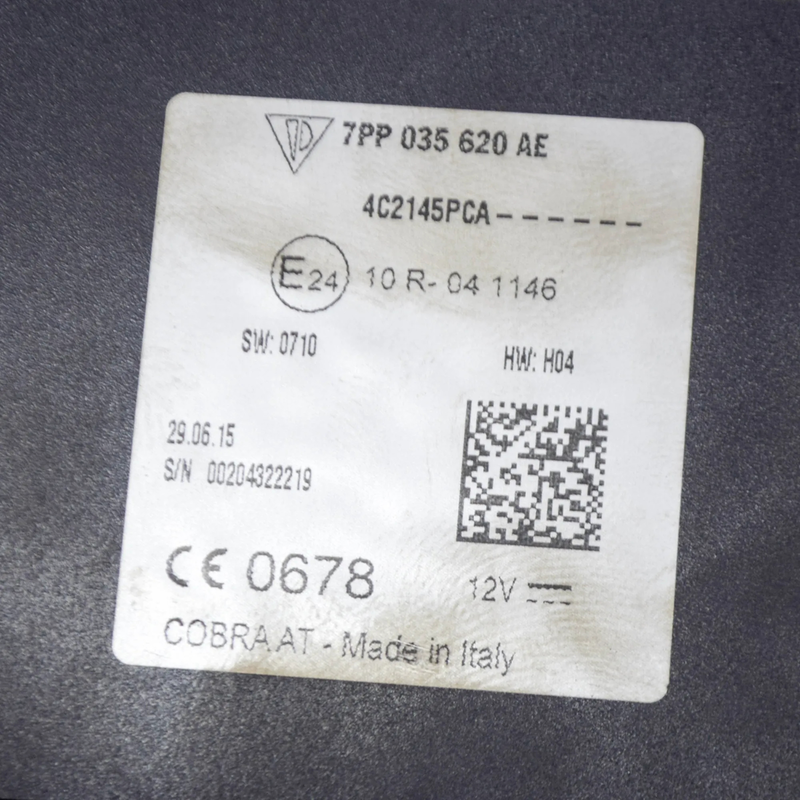 7PP 035 620 AE
4C2145PCA------
E24 10 R-04 1146
SW: 0710
HW: H04
29.06.15
S/N 00204322219
CE 0678
12V
COBRA AT - Made in Italy